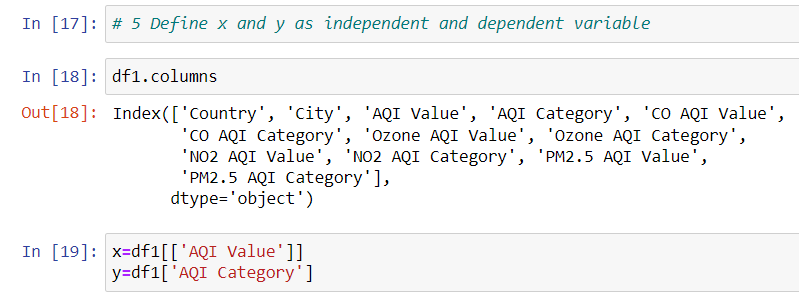 In [17]: # 5 Define x and y as independent and dependent variable
In [18]: df1.columns
Out[18]: Index(['Country', 'City', 'AQI Value', 'AQI Category', 'CO AQI Value',
'CO AQI Category', 'Ozone AQI Value', 'Ozone AQI Category',
'NO2 AQI Value', 'NO2 AQI Category', 'PM2.5 AQI Value',
'PM2.5 AQI Category'],
dtype='object')
In [19]: x=df1[['AQI Value']]
y=df1['AQI Category']